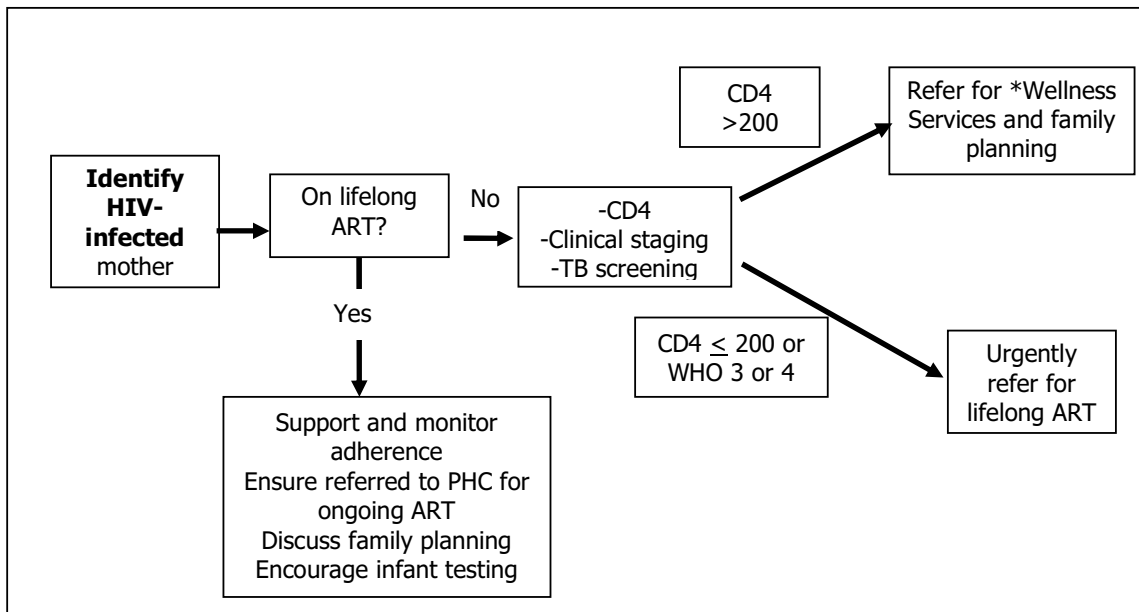 Identify
HIV-
infected
mother
On lifelong
ART?
No
-CD4
-Clinical staging
-TB screening
CD4
>200
Refer for *Wellness
Services and family
planning
CD4 ≤ 200 or
WHO 3 or 4
Urgently
refer for
lifelong ART
Yes
Support and monitor
adherence
Ensure referred to PHC for
ongoing ART
Discuss family planning
Encourage infant testing